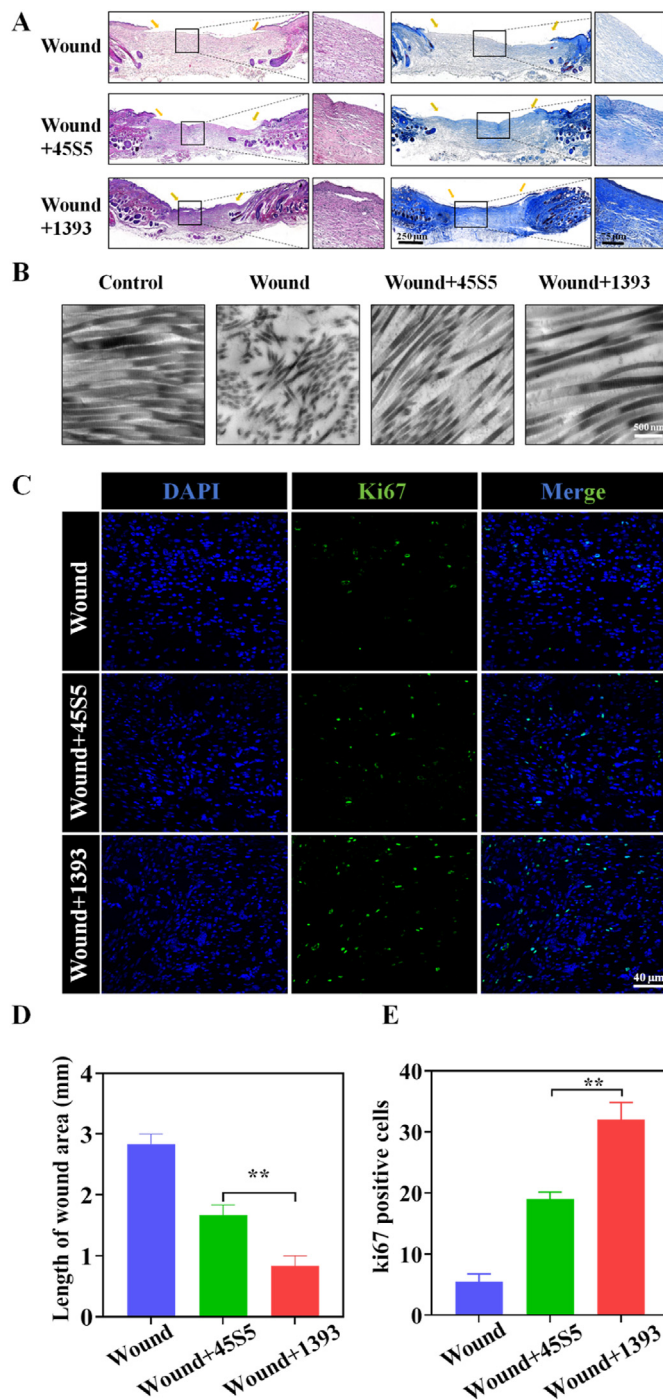 A
Wound
Wound
+45S5
Wound
+1393
250 μm
75 μm
B
Control
Wound
Wound+45S5
Wound+1393
500 nm
C
DAPI
Ki67
Merge
Wound
Wound+45S5
Wound+1393
40 μm
D
Length of wound area (mm)
4
3
2
1
0
**
Wound
Wound+45S5
Wound+1393
E
ki67 positive cells
40
30
20
10
0
**
Wound
Wound+45S5
Wound+1393